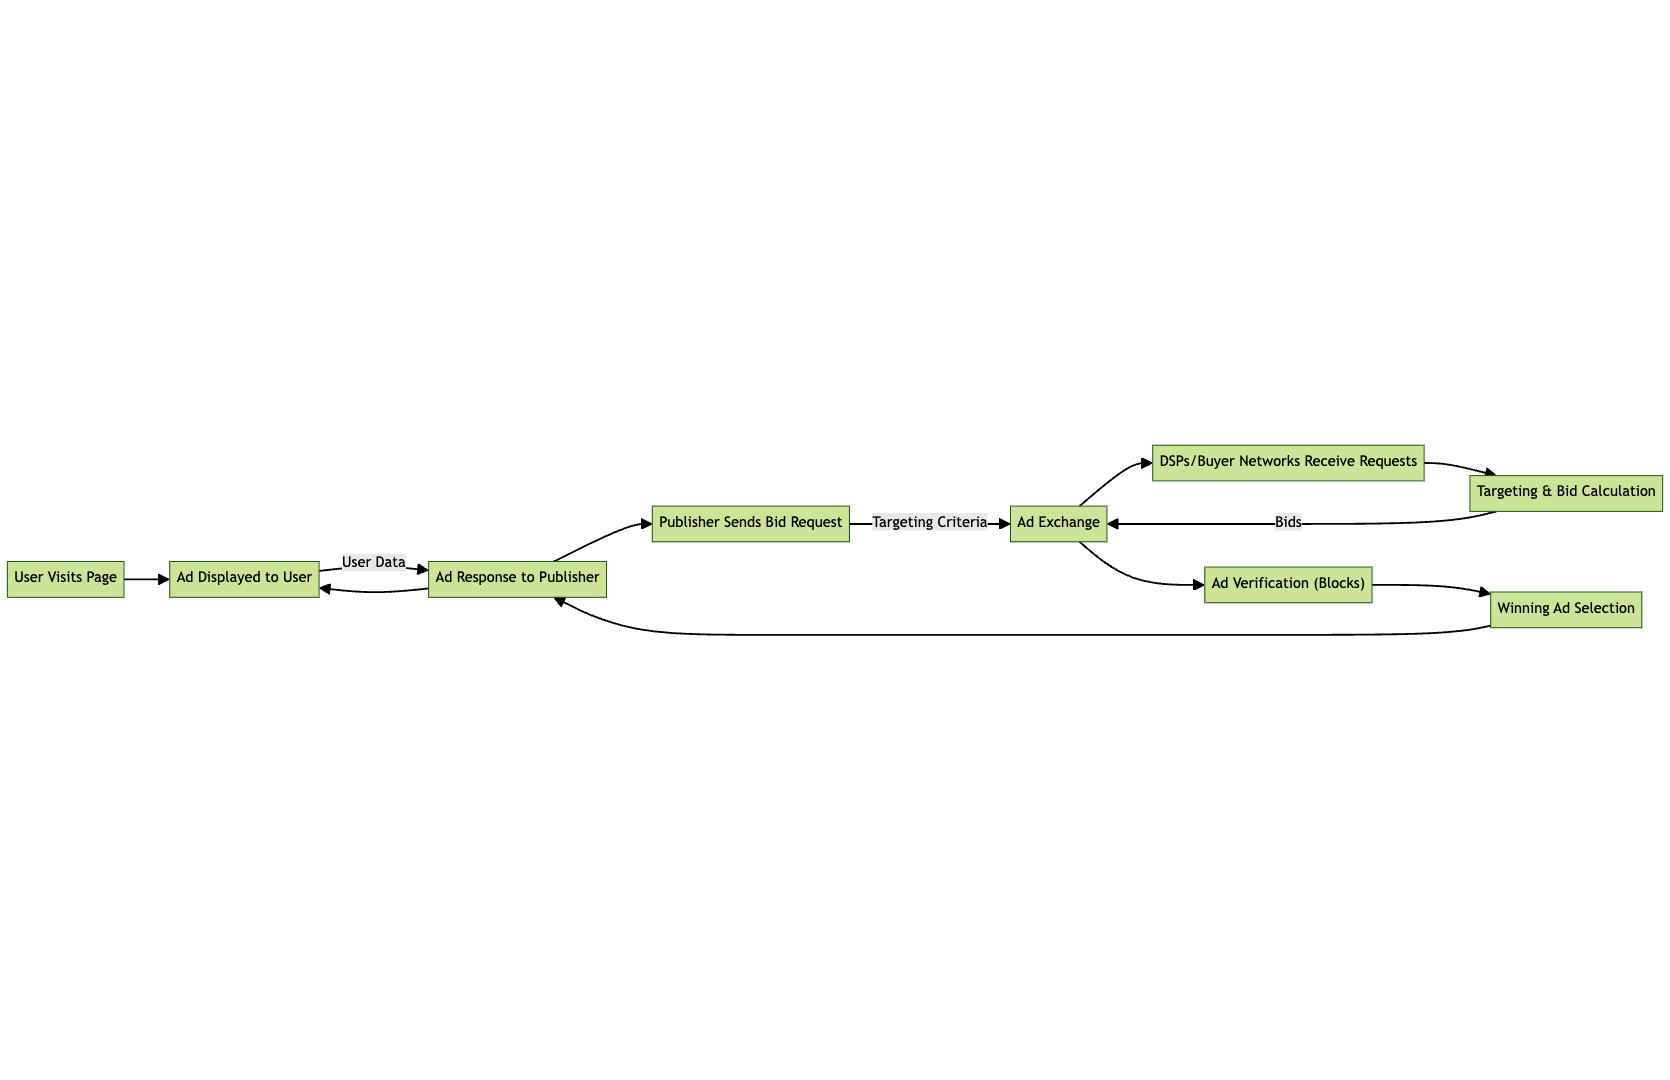 User Visits Page
Ad Displayed to User
User Data
Ad Response to Publisher
Publisher Sends Bid Request
Targeting Criteria
Ad Exchange
DSPs/Buyer Networks Receive Requests
Targeting & Bid Calculation
Bids
Ad Verification (Blocks)
Winning Ad Selection